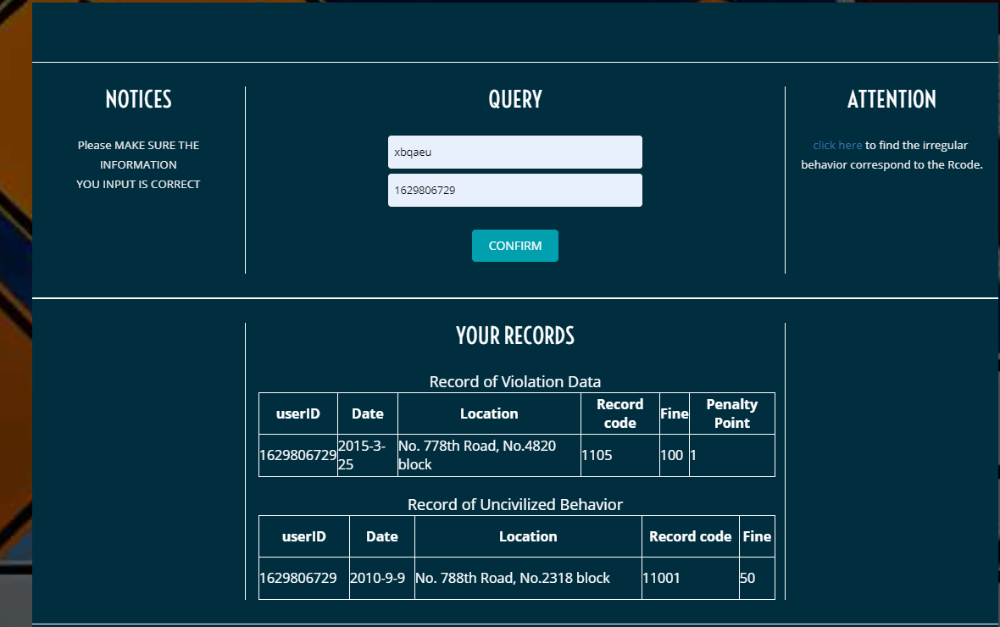 NOTICES
Please MAKE SURE THE
INFORMATION
YOU INPUT IS CORRECT
QUERY
xbqaeu
1629806729
CONFIRM
ATTENTION
click here to find the irregular
behavior correspond to the Rcode.
YOUR RECORDS
Record of Violation Data
userID Date Location Record code Fine Penalty Point
1629806729 2015-3-25 No. 778th Road, No.4820 block 1105 100 1
Record of Uncivilized Behavior
userID Date Location Record code Fine
1629806729 2010-9-9 No. 788th Road, No.2318 block 11001 50